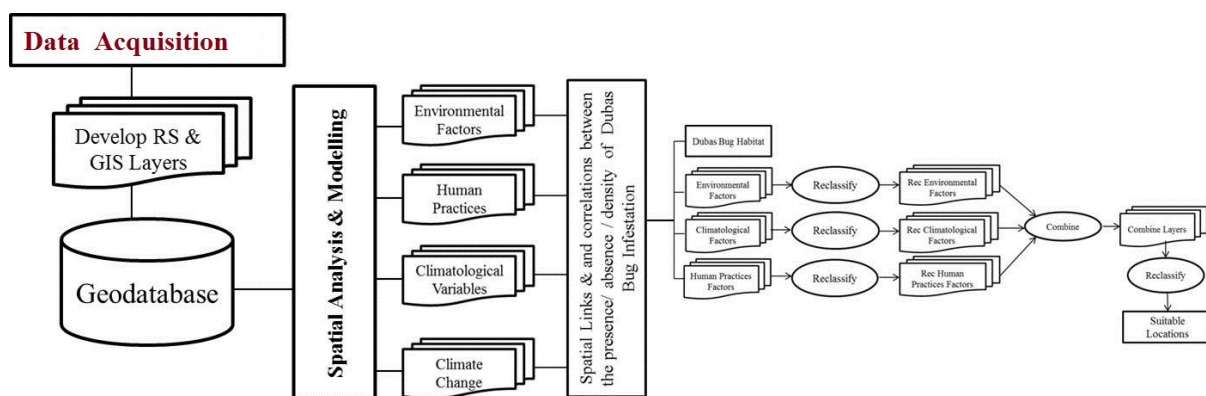 Data Acquisition
Develop RS &
GIS Layers
Geodatabase
Spatial Analysis & Modelling
Environmental
Factors
Human
Practices
Climatological
Variables
Climate
Change
Spatial Links & and correlations between
the presence/ absence / density of Dubas
Bug Infestation
Dubas Bug Habitat
Environmental
Factors
Reclassify
Rec Environmental
Factors
Climatological
Factors
Reclassify
Rec Climatological
Factors
Human Practices
Factors
Reclassify
Rec Human
Practices Factors
Combine
Combine Layers
Reclassify
Suitable
Locations